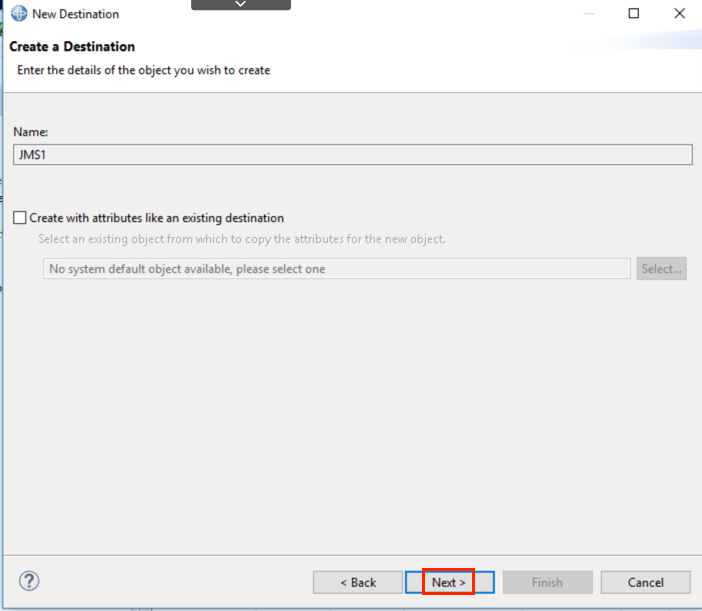 New Destination
Create a Destination
Enter the details of the object you wish to create
Name:
JMS1
Create with attributes like an existing destination
Select an existing object from which to copy the attributes for the new object.
No system default object available, please select one
Select...
?
< Back
Next >
Finish
Cancel